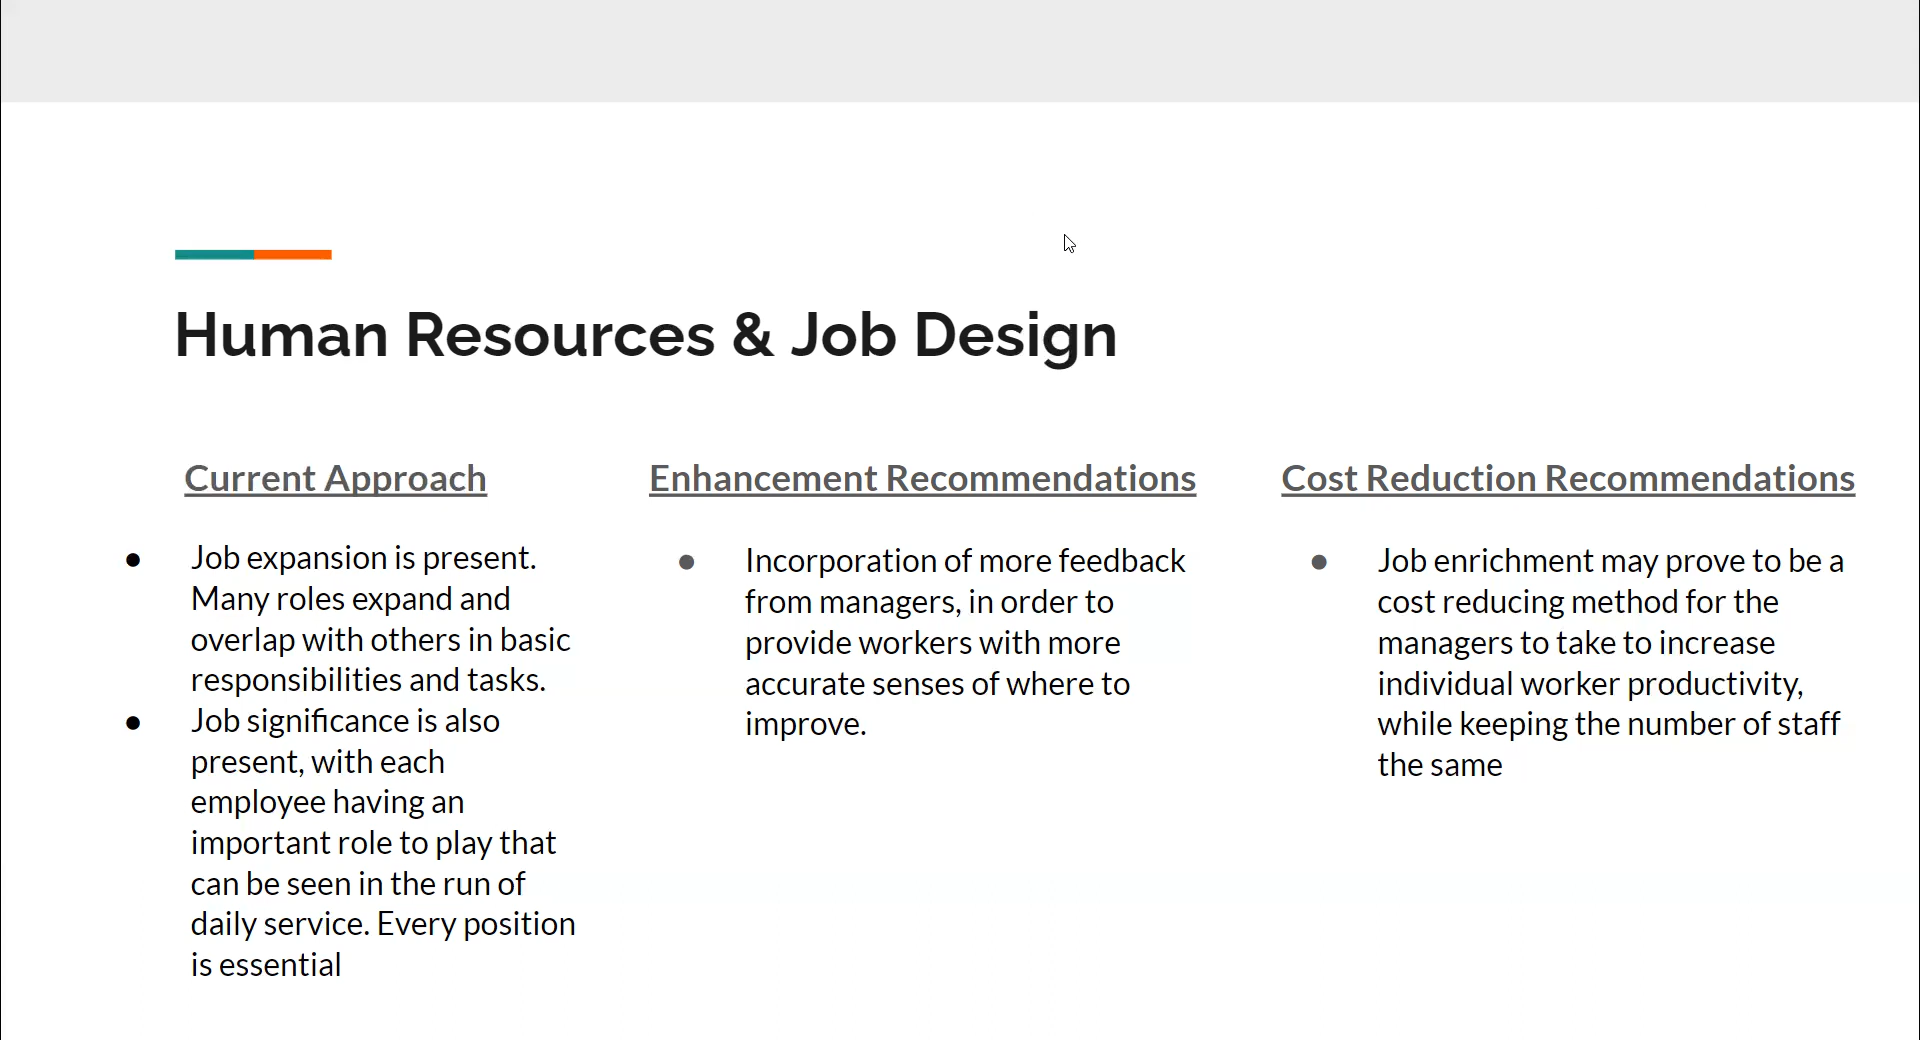 Human Resources & Job Design
Current Approach
● Job expansion is present.
Many roles expand and
overlap with others in basic
responsibilities and tasks.
● Job significance is also
present, with each
employee having an
important role to play that
can be seen in the run of
daily service. Every position
is essential
Enhancement Recommendations
● Incorporation of more feedback
from managers, in order to
provide workers with more
accurate senses of where to
improve.
Cost Reduction Recommendations
● Job enrichment may prove to be a
cost reducing method for the
managers to take to increase
individual worker productivity,
while keeping the number of staff
the same